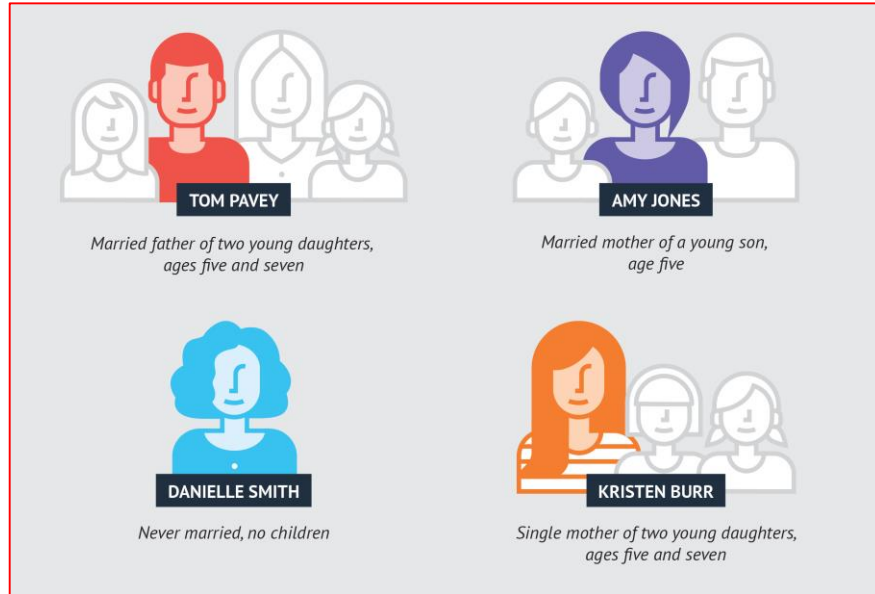 TOM PAVEY
Married father of two young daughters,
ages five and seven
AMY JONES
Married mother of a young son,
age five
DANIELLE SMITH
Never married, no children
KRISTEN BURR
Single mother of two young daughters,
ages five and seven